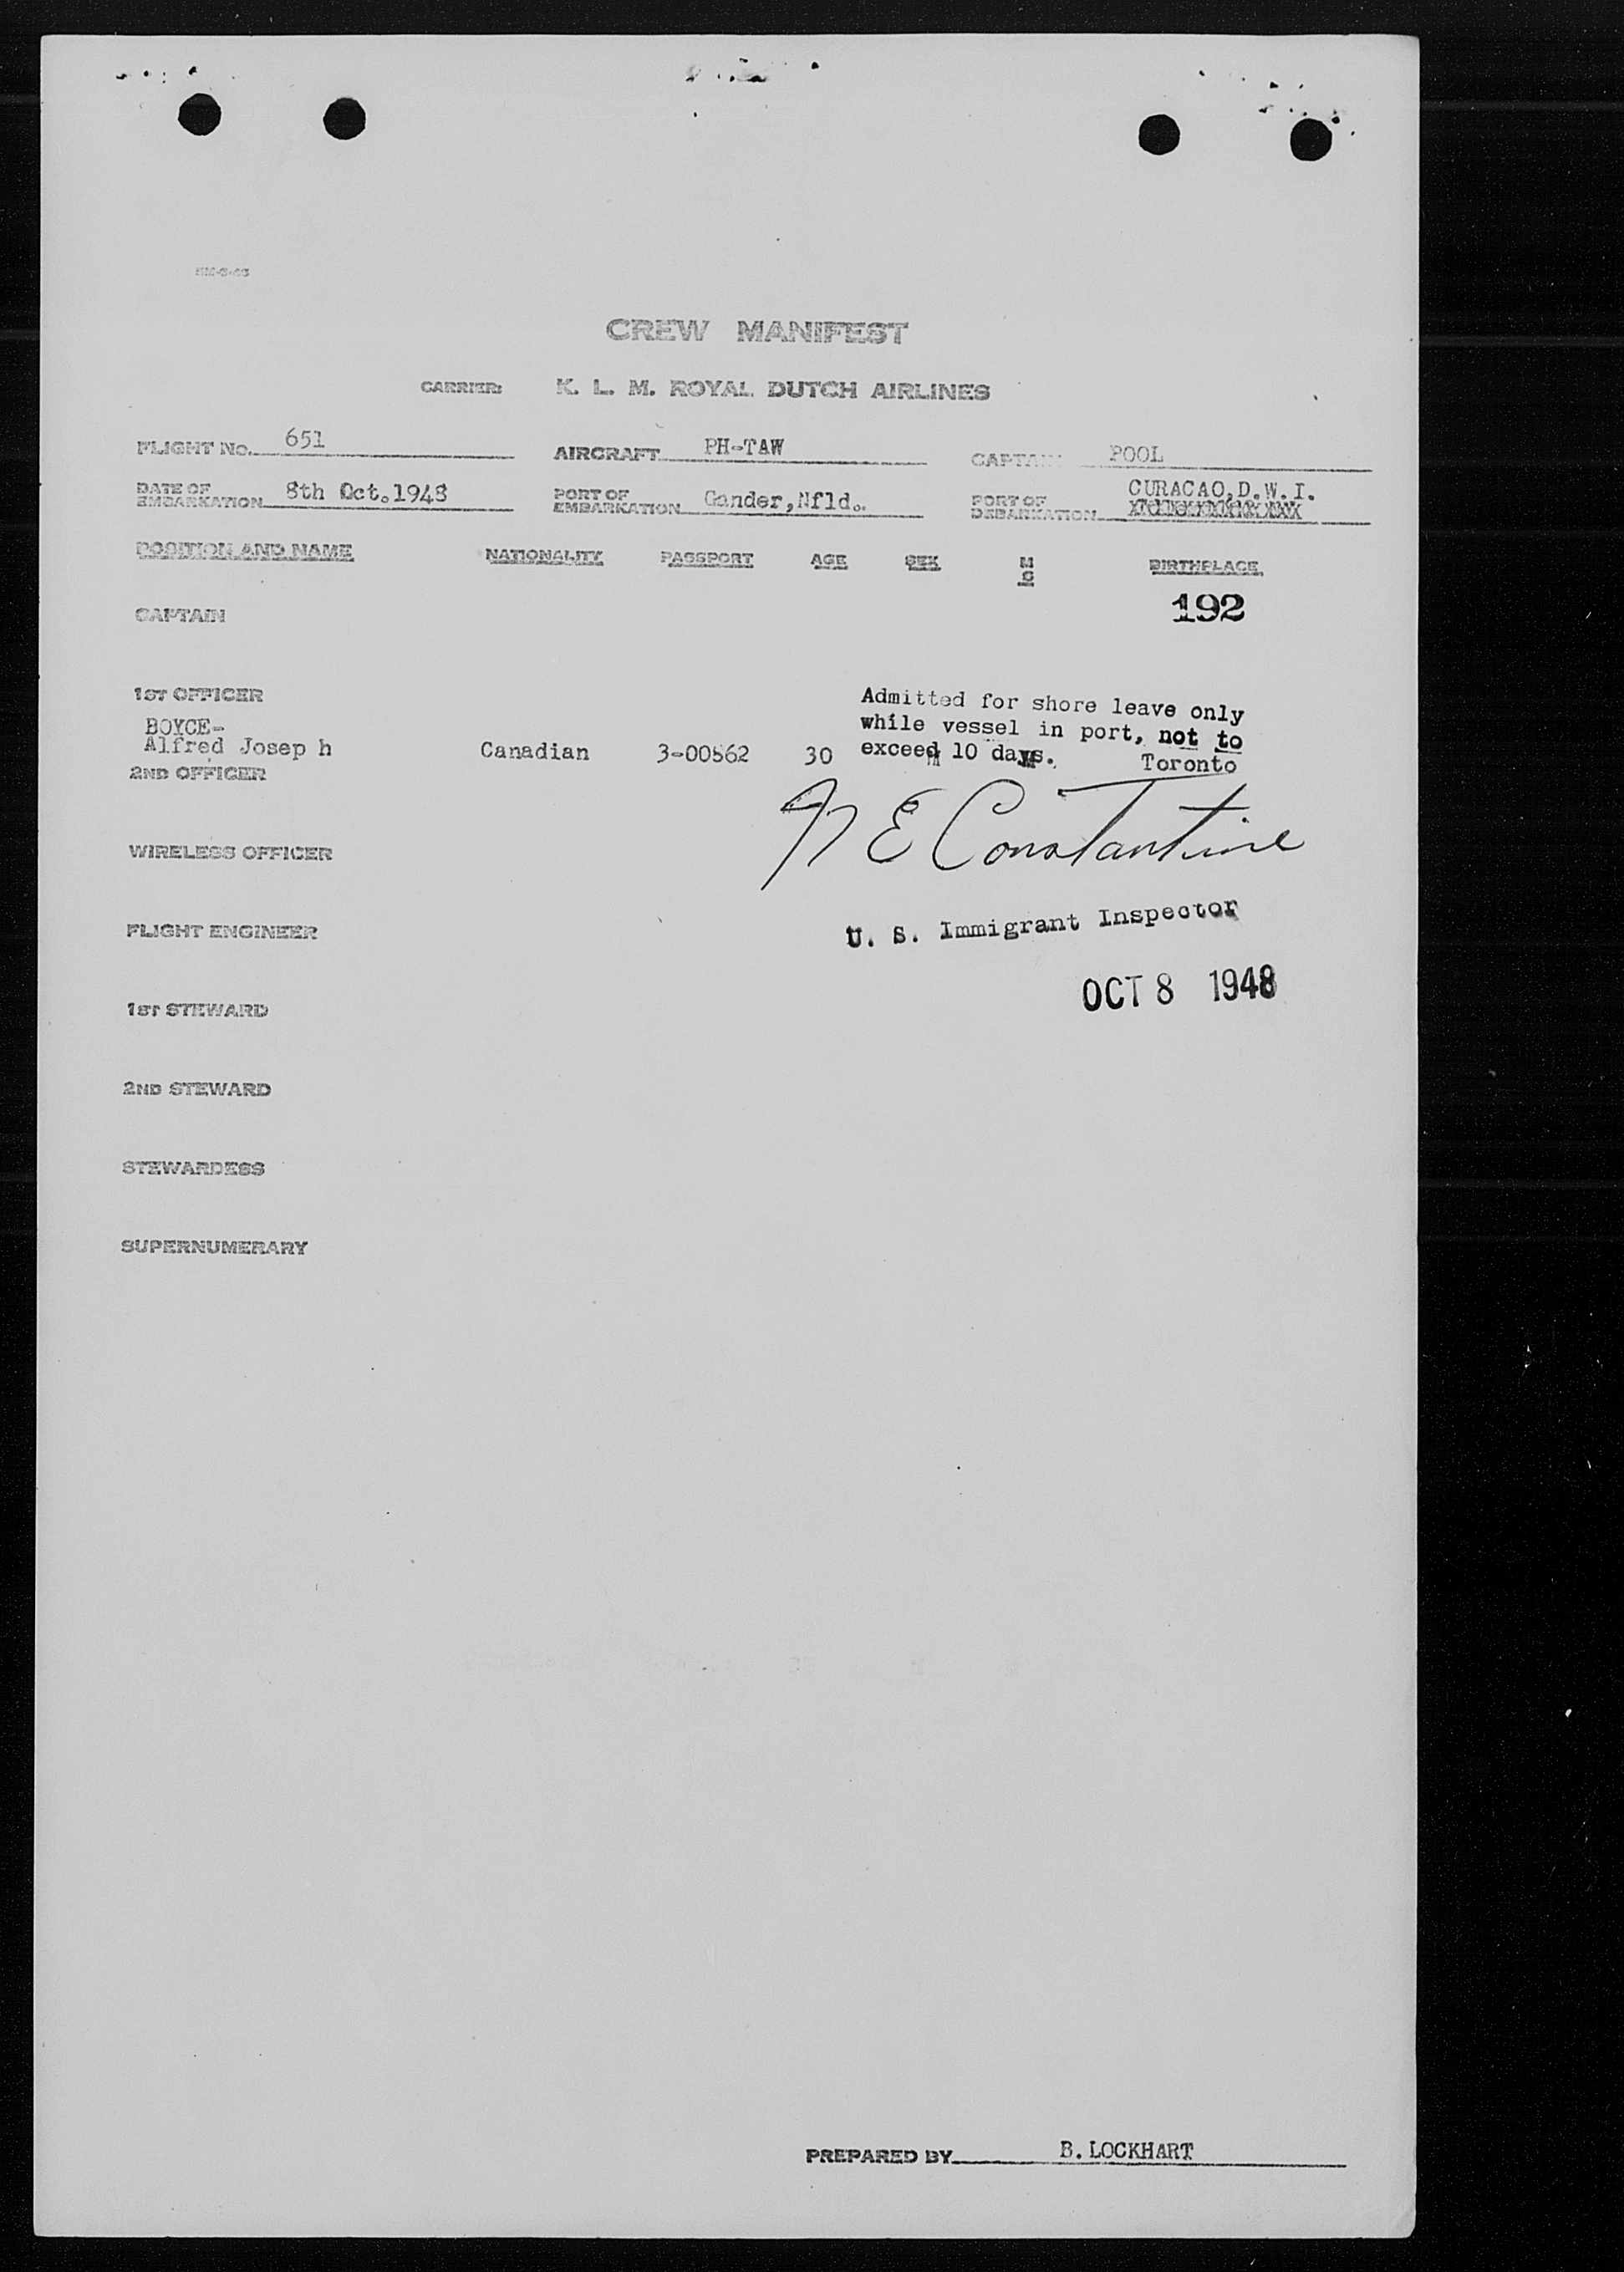 CREW MANIFEST
CARRIER: K. L. M. ROYAL DUTCH AIRLINES
FLIGHT No. 651 AIRCRAFT PH-TAW CAPTAIN POOL
DATE OF EMBARKATION 8th Oct.1948 PORT OF EMBARKATION Gander,Nfld. PORT OF DEBARKATION CURACAO,D.W.I.
POSITION AND NAME NATIONALITY PASSPORT AGE SEX M S BIRTHPLACE
192
CAPTAIN
1ST OFFICER
Admitted for shore leave only
while vessel in port, not to
exceed 10 days.
BOYCE-
Alfred Josep h Canadian 3-00862 30 Toronto
2ND OFFICER
N E Constantine
WIRELESS OFFICER
FLIGHT ENGINEER
U. S. Immigrant Inspector
OCT 8 1948
1ST STEWARD
2ND STEWARD
STEWARDESS
SUPERNUMERARY
PREPARED BY B.LOCKHART